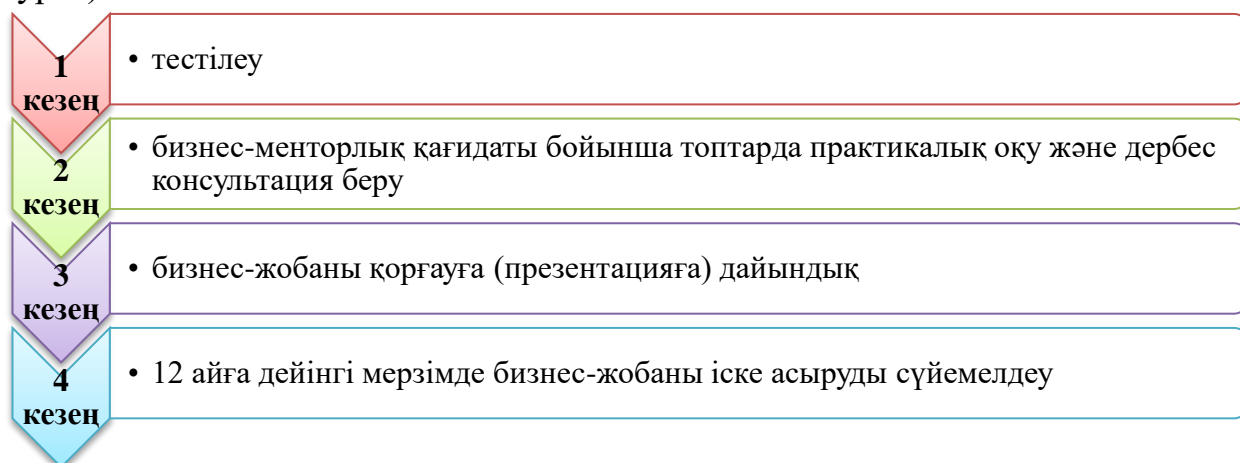 1
кезең
• тестілеу
2
кезең
• бизнес-менторлық қағидаты бойынша топтарда практикалық оқу және дербес
консультация беру
3
кезең
• бизнес-жобаны қорғауға (презентацияға) дайындық
4
кезең
• 12 айға дейінгі мерзімде бизнес-жобаны іске асыруды сүйемелдеу